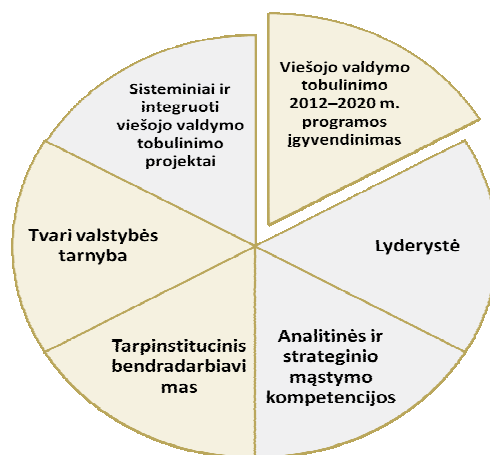 Viešojo valdymo
tobulinimo
2012–2020 m.
programos
įgyvendinimas
Lyderystė
Analitinės ir
strateginio
mąstymo
kompetencijos
Tarpinstitucinis
bendradarbiavi
mas
Tvari valstybės
tarnyba
Sisteminiai ir
integruoti
viešojo valdymo
tobulinimo
projektai